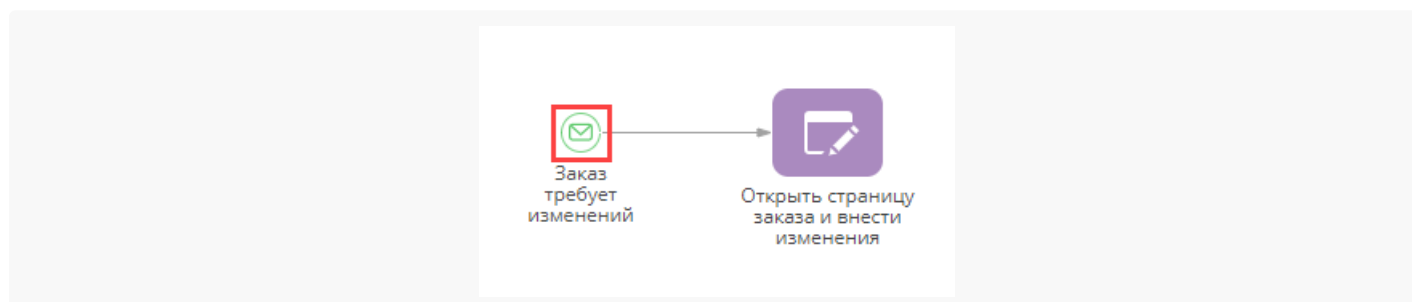 Заказ
требует
изменений
Открыть страницу
заказа и внести
изменения